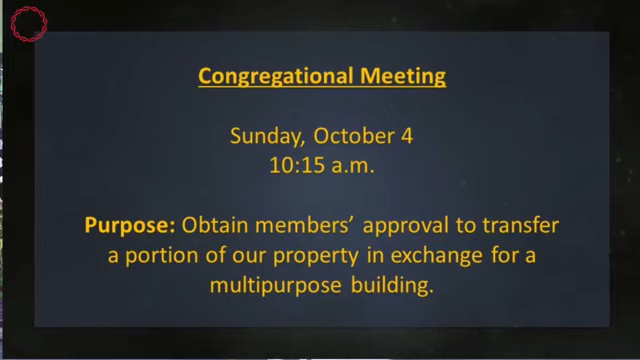 Congregational Meeting
Sunday, October 4
10:15 a.m.
Purpose: Obtain members’ approval to transfer
a portion of our property in exchange for a
multipurpose building.